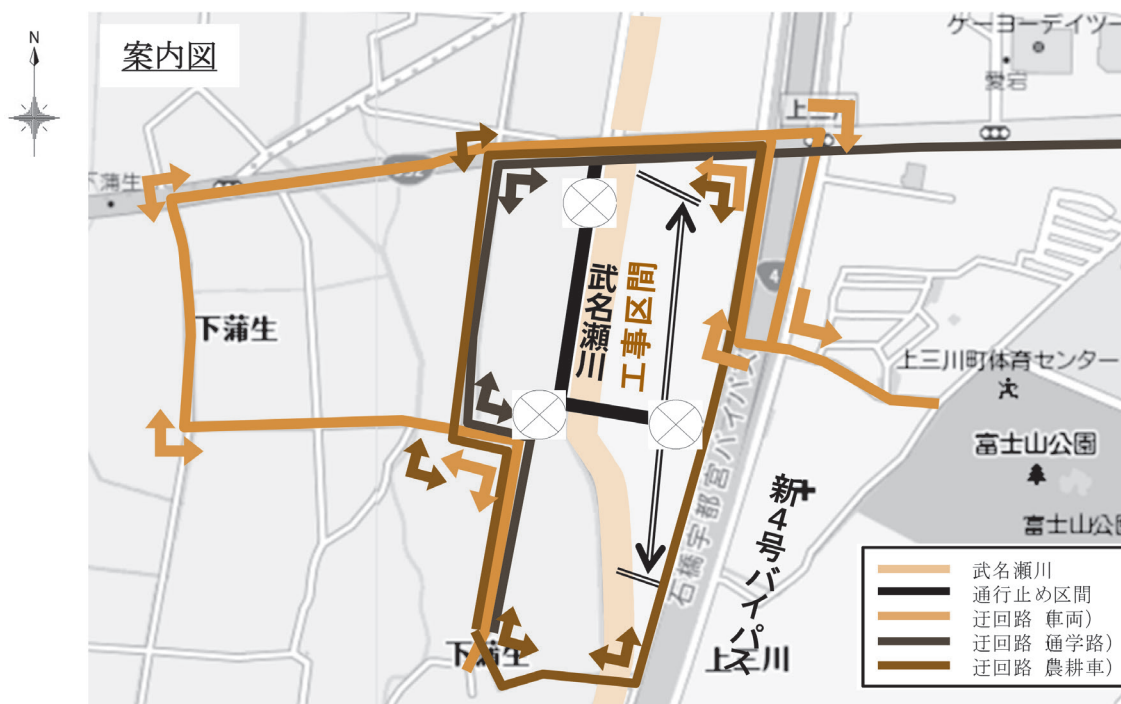 N
案内図
ケーヨーデイツー
愛宕
上三川
下蒲生
工事区間
武名瀬川
4
下蒲生
上三川町体育センター
石橋宇都宮バイパス
富士山公園
新4号バイパス
富士山公園
下蒲生
上三川
武名瀬川
通行止め区間
迂回路 (車両)
迂回路 通学路)
迂回路 農耕車)